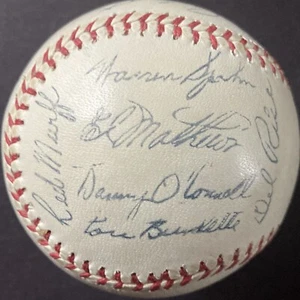 Warren Spahn
Ed Mathews
Danny O'Connell
Lou Burdette
Red Murff
Del Rice